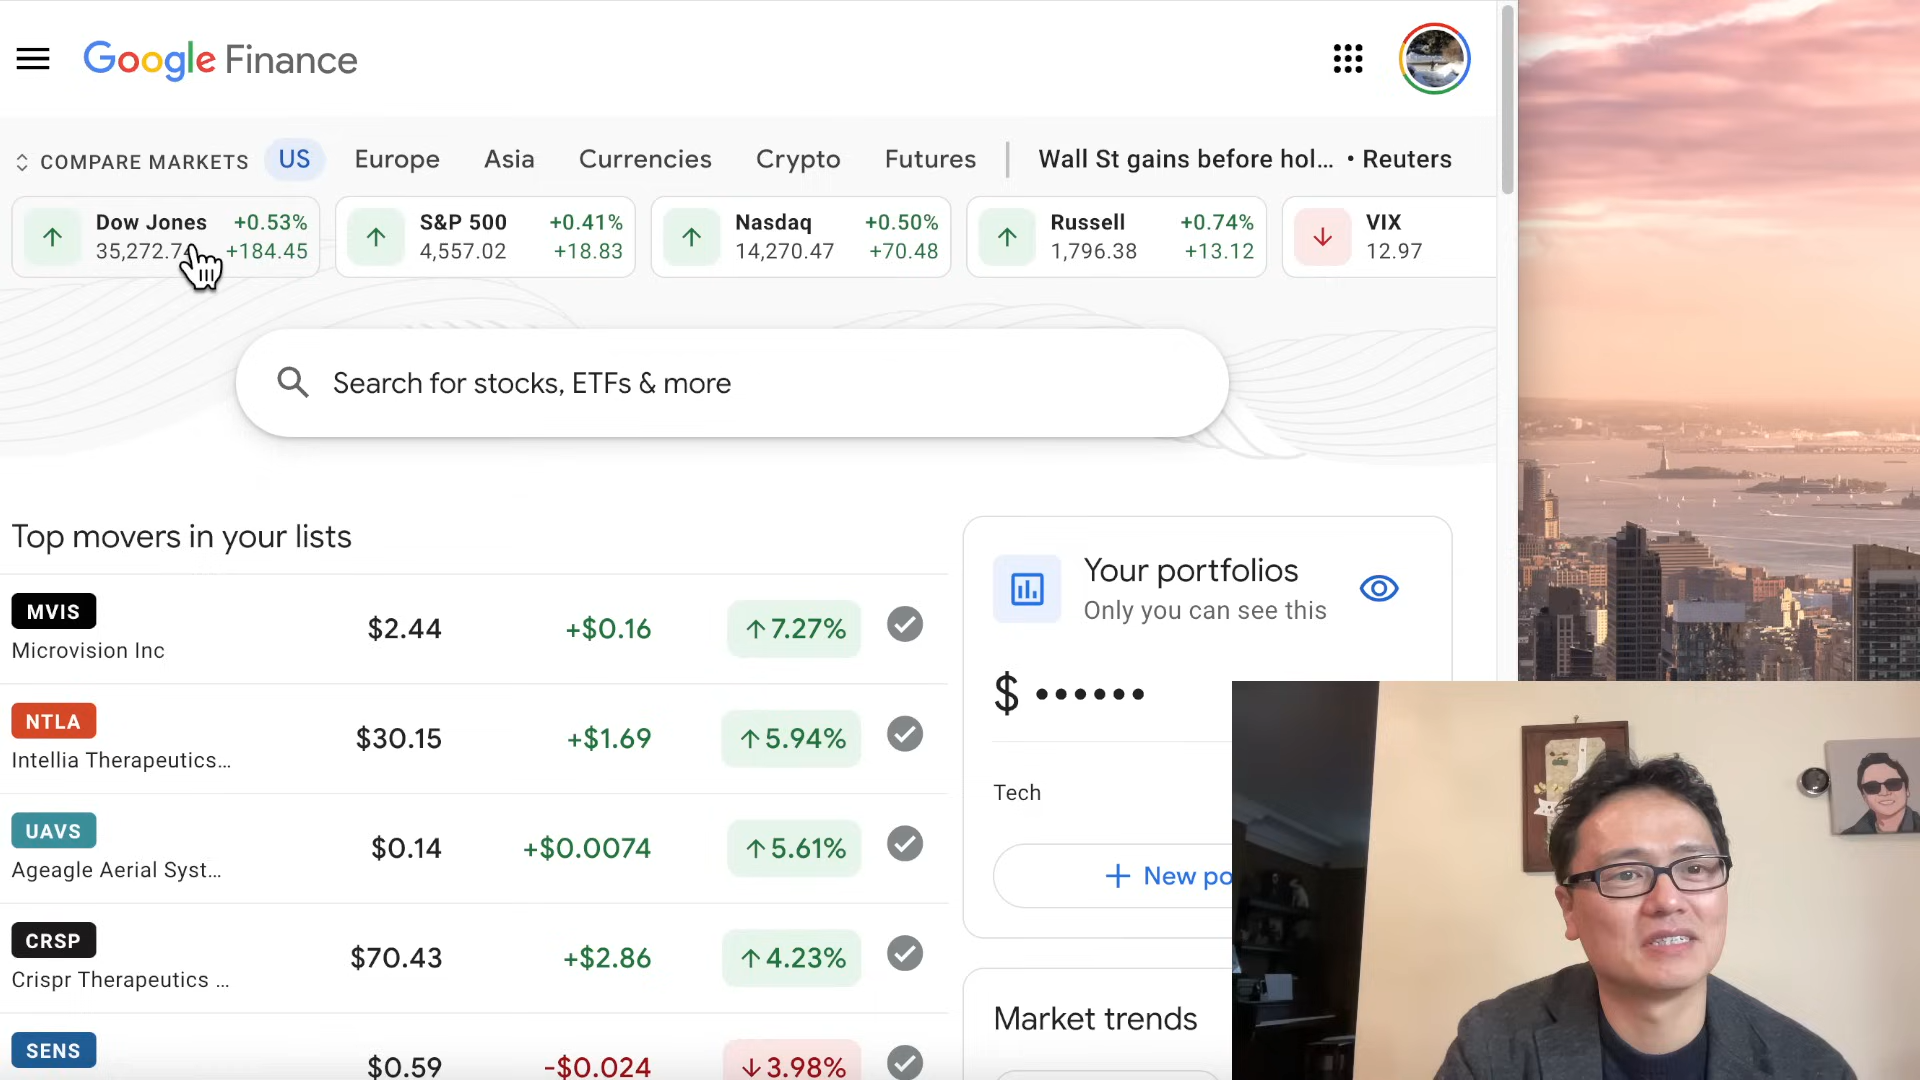 Google Finance
COMPARE MARKETS US Europe Asia Currencies Crypto Futures Wall St gains before hol... • Reuters
Dow Jones +0.53%
+184.45
S&P 500 +0.41%
4,557.02 +18.83
Nasdaq +0.50%
14,270.47 +70.48
Russell +0.74%
1,796.38 +13.12
VIX
12.97
Search for stocks, ETFs & more
Top movers in your lists
MVIS
Microvision Inc
$2.44 +$0.16 ↑7.27%
NTLA
Intellia Therapeutics...
$30.15 +$1.69 ↑5.94%
UAVS
Ageagle Aerial Syst...
$0.14 +$0.0074 ↑5.61%
CRSP
Crispr Therapeutics ...
$70.43 +$2.86 ↑4.23%
SENS
$0.59 -$0.024 ↓3.98%
Your portfolios
Only you can see this
$ ••••••
Tech
+ New po
Market trends